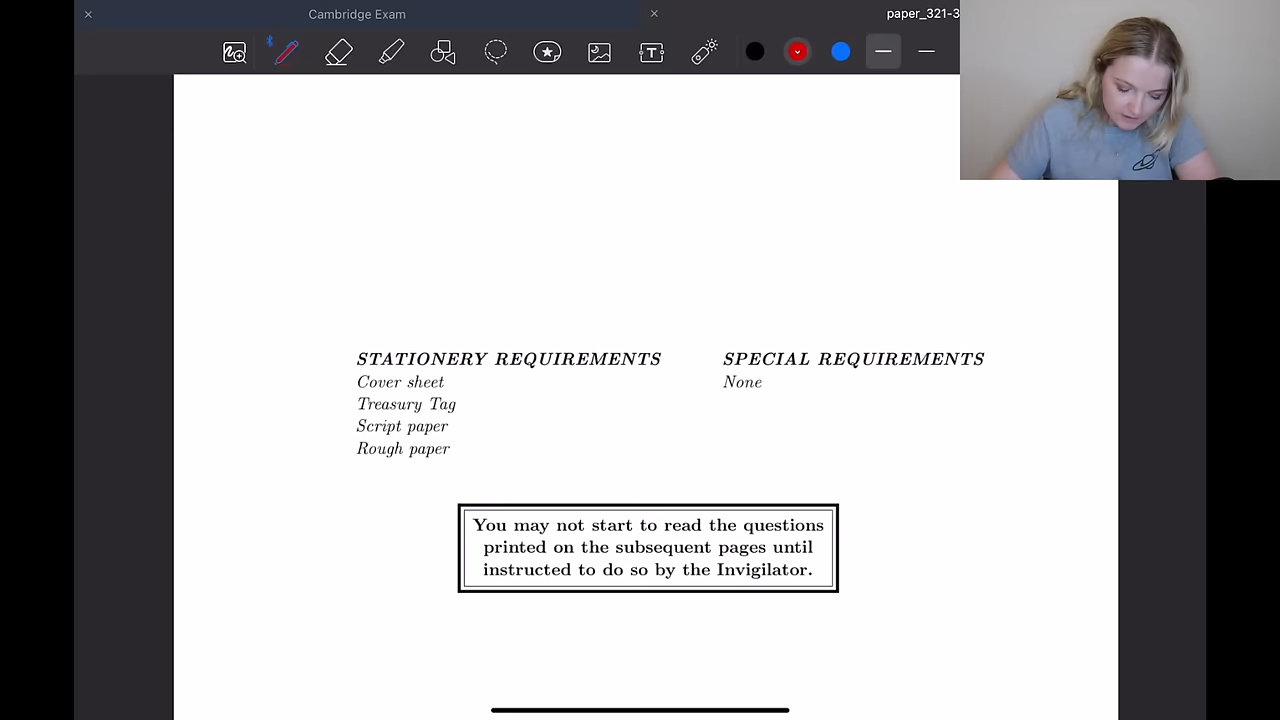 Cambridge Exam
paper_321-3
STATIONERY REQUIREMENTS
Cover sheet
Treasury Tag
Script paper
Rough paper
SPECIAL REQUIREMENTS
None
You may not start to read the questions
printed on the subsequent pages until
instructed to do so by the Invigilator.